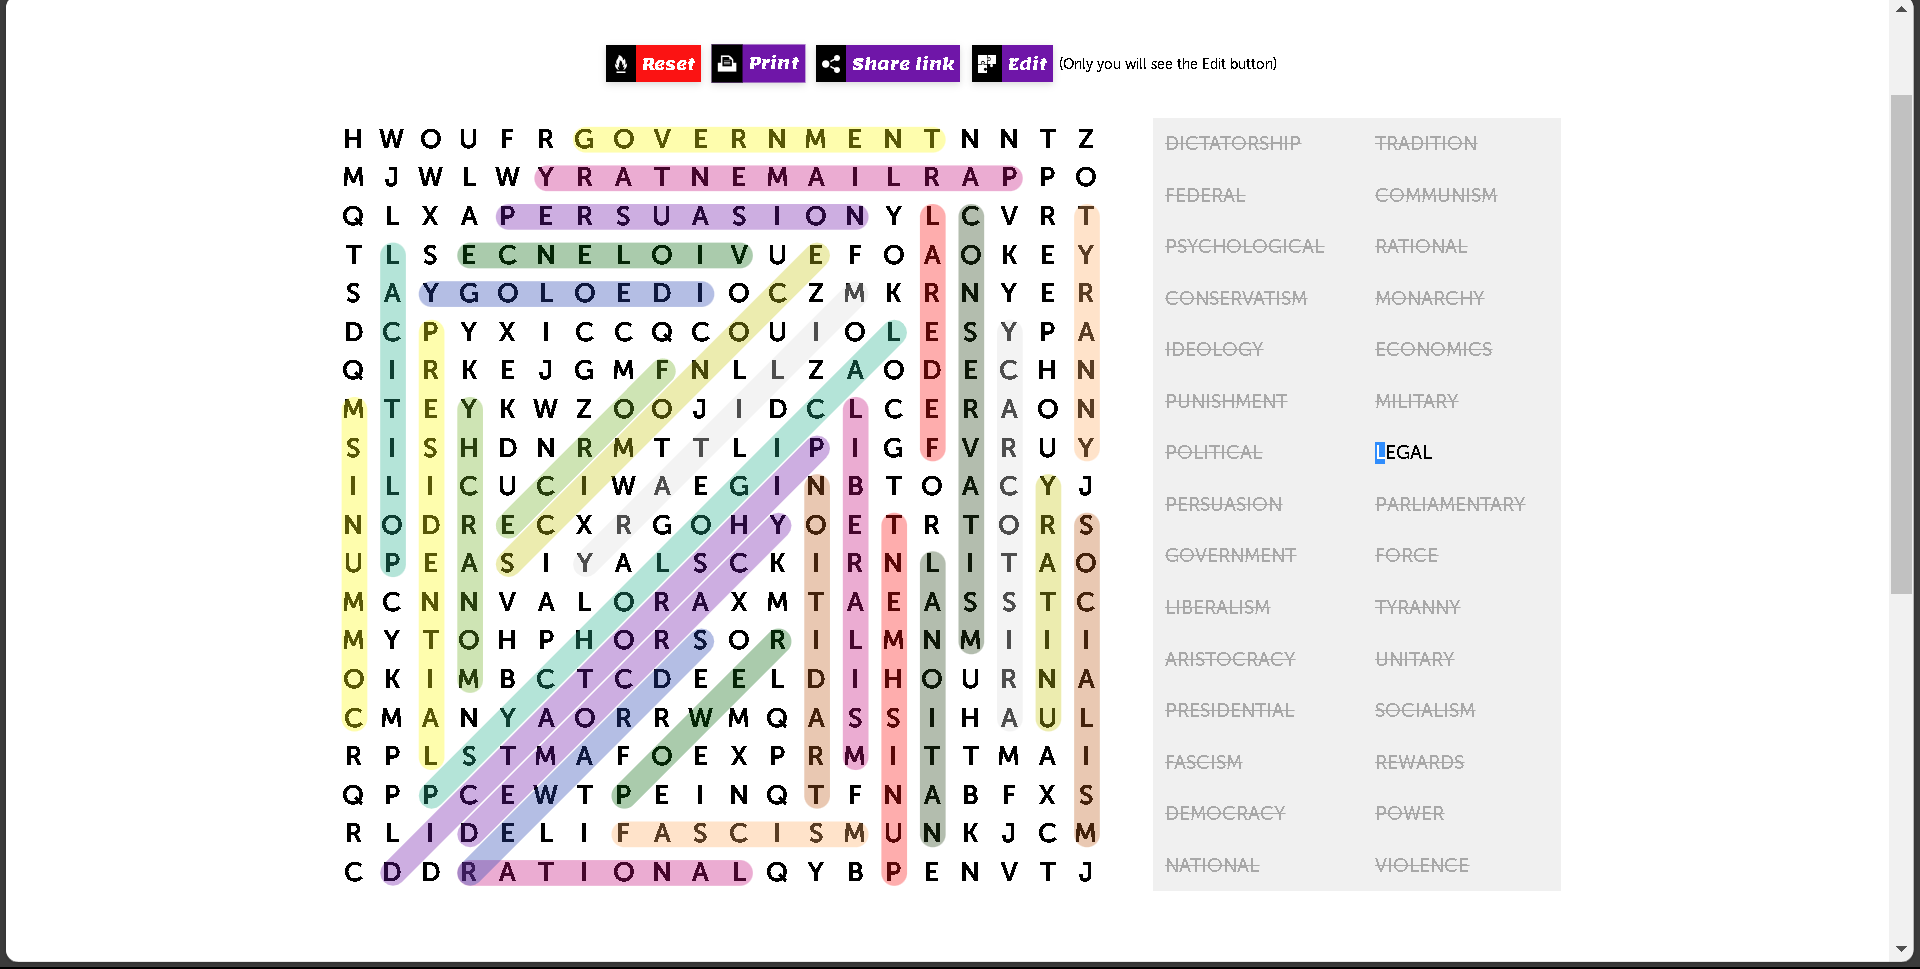 Reset Print Share link Edit (Only you will see the Edit button)
H W O U F R G O V E R N M E N T N N T Z
M J W L W Y R A T N E M A I L R A P P O
Q L X A P E R S U A S I O N Y L C V R T
T L S E C N E L O I V U E F O A O K E Y
S A Y G O L O E D I O C Z M K R N Y E R
D C P Y X I C C Q C O U I O L E S Y P A
Q I R K E J G M F N L L Z A O D E C H N
M T E Y K W Z O O J I D C L C E R A O N
S I S H D N R M T T L I P I G F V R U Y
I L I C U C I W A E G I N B T O A C Y J
N O D R E C X R G O H Y O E T R T O R S
U P E A S I Y A L S C K I R N L I T A O
M C N N V A L O R A X M T A E A S S T C
M Y T O H P H O R S O R I L M N M I I I
O K I M B C T C D E E L D I H O U R N A
C M A N Y A O R R W M Q A S S I H A U L
R P L S T M A F O E X P R M I T T M A I
Q P P C E W T P E I N Q T F N A B F X S
R L I D E L I F A S C I S M U N K J C M
C D D R A T I O N A L Q Y B P E N V T J
DICTATORSHIP TRADITION
FEDERAL COMMUNISM
PSYCHOLOGICAL RATIONAL
CONSERVATISM MONARCHY
IDEOLOGY ECONOMICS
PUNISHMENT MILITARY
POLITICAL LEGAL
PERSUASION PARLIAMENTARY
GOVERNMENT FORCE
LIBERALISM TYRANNY
ARISTOCRACY UNITARY
PRESIDENTIAL SOCIALISM
FASCISM REWARDS
DEMOCRACY POWER
NATIONAL VIOLENCE